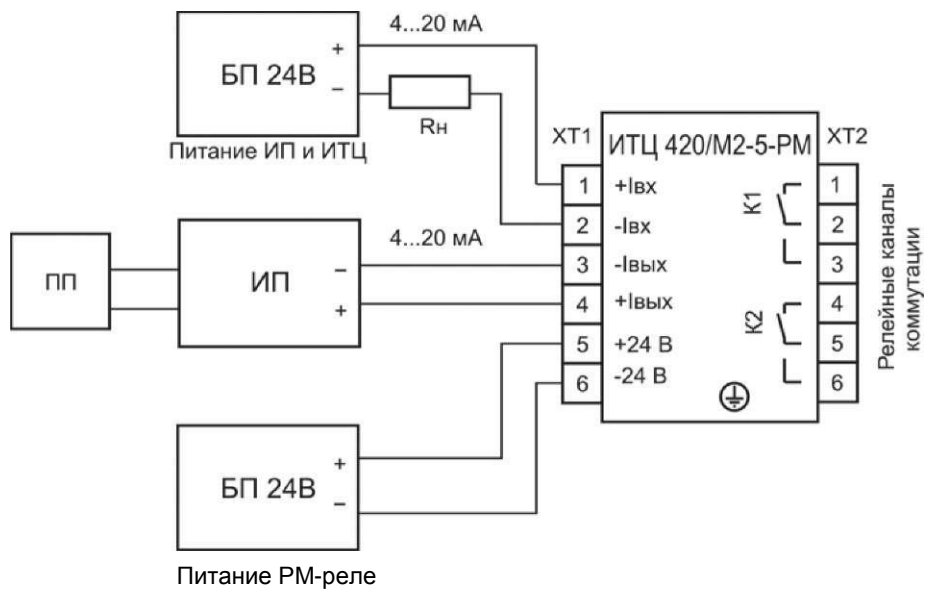 4...20 мА
БП 24В
+
−
Rн
Питание ИП и ИТЦ
XT1
ИТЦ 420/М2-5-РМ
XT2
1 +Iвх
2 -Iвх
3 -Iвых
4 +Iвых
5 +24 В
6 -24 В
К1
К2
1
2
3
4
5
6
Релейные каналы
коммутации
4...20 мА
ПП
ИП
−
+
БП 24В
+
−
Питание РМ-реле